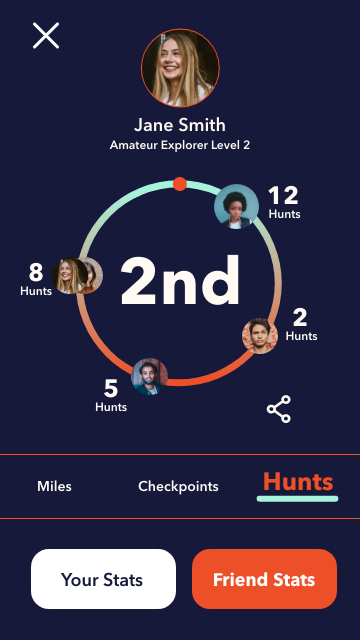 Jane Smith
Amateur Explorer Level 2
12
Hunts
8
Hunts
2nd
2
Hunts
5
Hunts
Miles
Checkpoints
Hunts
Your Stats
Friend Stats